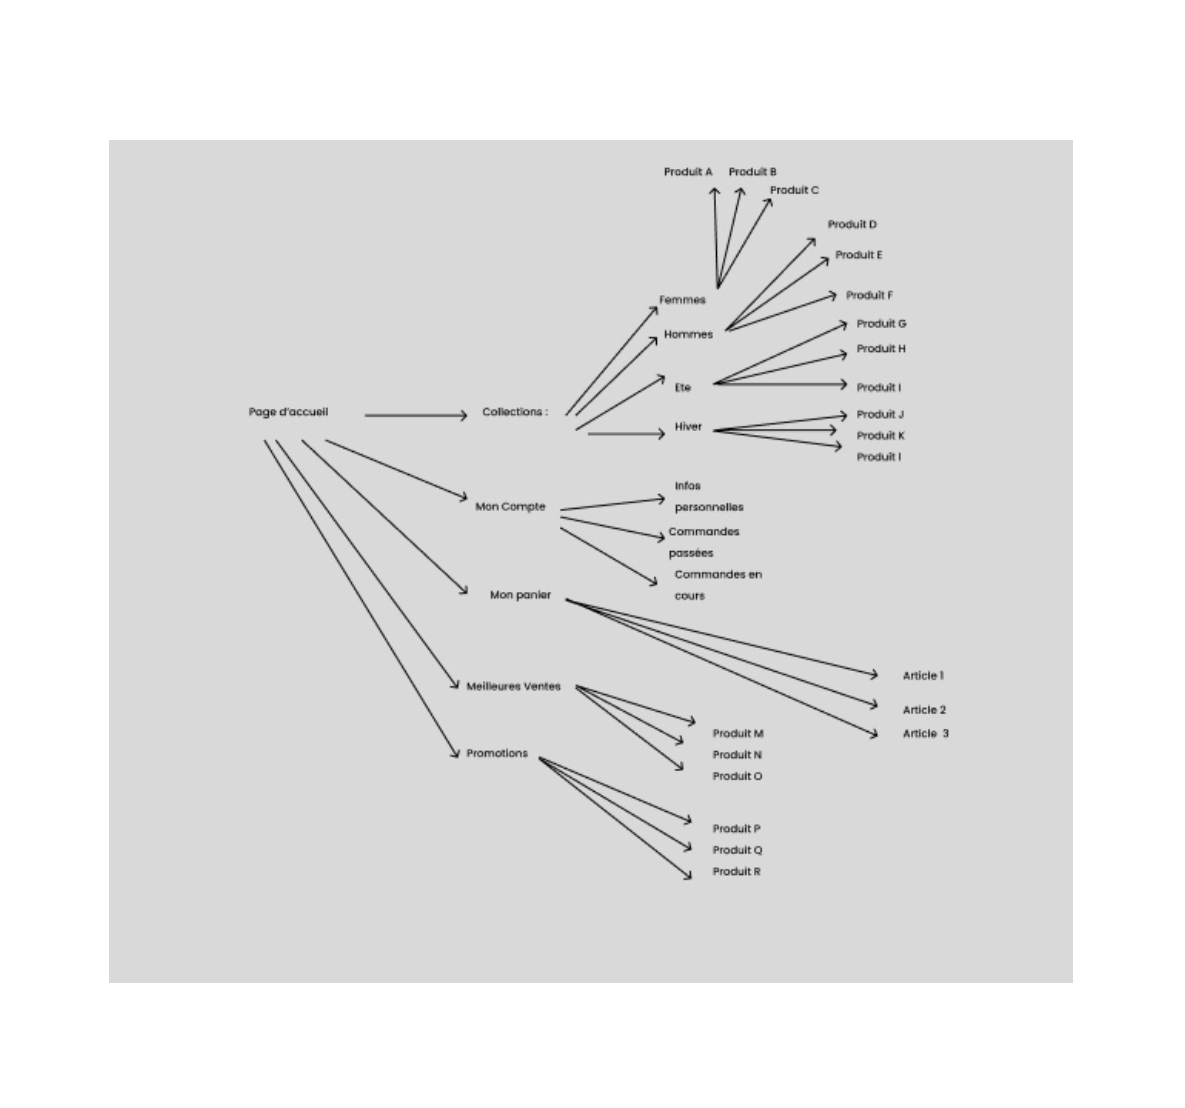 Produit A
Produit B
Produit C
Produit D
Produit E
Femmes
Produit F
Produit G
Hommes
Produit H
Ete
Produit I
Page d'accueil
Collections :
Produit J
Hiver
Produit K
Produit I
Infos
personnelles
Mon Compte
Commandes
passées
Commandes en
cours
Mon panier
Article 1
Meilleures Ventes
Article 2
Produit M
Article 3
Promotions
Produit N
Produit O
Produit P
Produit Q
Produit R